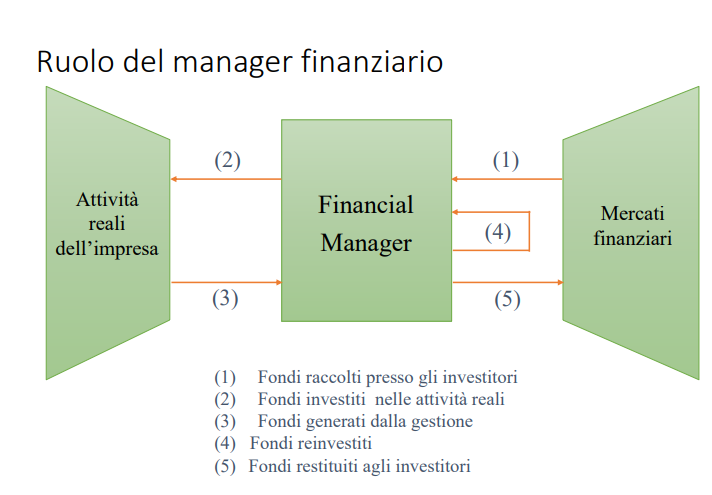 Ruolo del manager finanziario
(2)
(1)
Attività
reali
dell’impresa
Financial
Manager
(4)
Mercati
finanziari
(3)
(5)
(1) Fondi raccolti presso gli investitori
(2) Fondi investiti nelle attività reali
(3) Fondi generati dalla gestione
(4) Fondi reinvestiti
(5) Fondi restituiti agli investitori